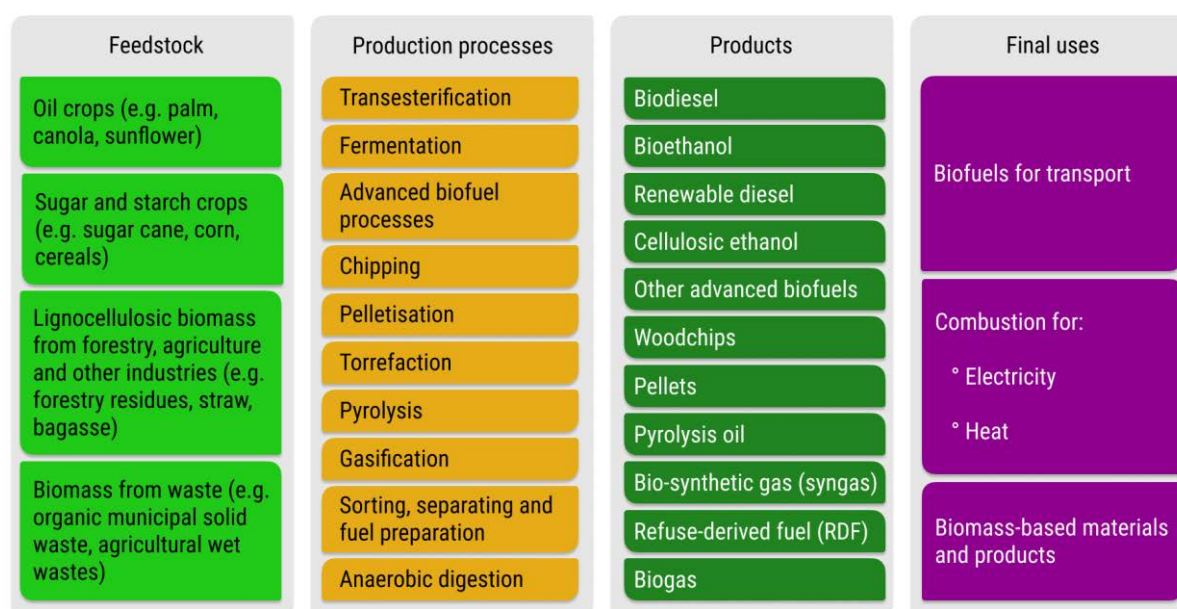 Feedstock
Oil crops (e.g. palm,
canola, sunflower)
Sugar and starch crops
(e.g. sugar cane, corn,
cereals)
Lignocellulosic biomass
from forestry, agriculture
and other industries (e.g.
forestry residues, straw,
bagasse)
Biomass from waste (e.g.
organic municipal solid
waste, agricultural wet
wastes)
Production processes
Transesterification
Fermentation
Advanced biofuel
processes
Chipping
Pelletisation
Torrefaction
Pyrolysis
Gasification
Sorting, separating and
fuel preparation
Anaerobic digestion
Products
Biodiesel
Bioethanol
Renewable diesel
Cellulosic ethanol
Other advanced biofuels
Woodchips
Pellets
Pyrolysis oil
Bio-synthetic gas (syngas)
Refuse-derived fuel (RDF)
Biogas
Final uses
Biofuels for transport
Combustion for:
° Electricity
° Heat
Biomass-based materials
and products